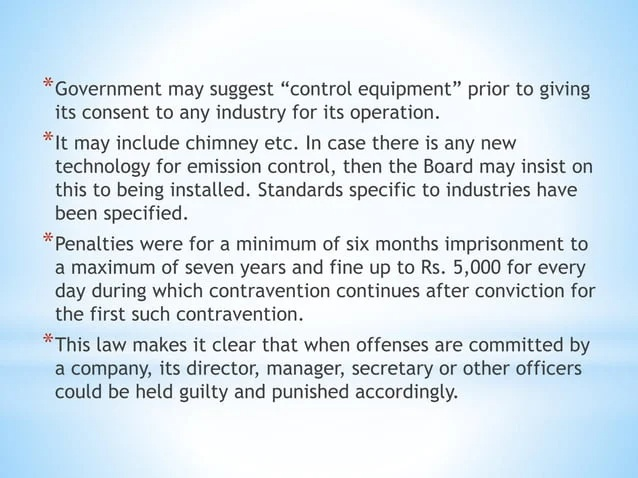 *Government may suggest “control equipment” prior to giving
its consent to any industry for its operation.
*It may include chimney etc. In case there is any new
technology for emission control, then the Board may insist on
this to being installed. Standards specific to industries have
been specified.
*Penalties were for a minimum of six months imprisonment to
a maximum of seven years and fine up to Rs. 5,000 for every
day during which contravention continues after conviction for
the first such contravention.
*This law makes it clear that when offenses are committed by
a company, its director, manager, secretary or other officers
could be held guilty and punished accordingly.